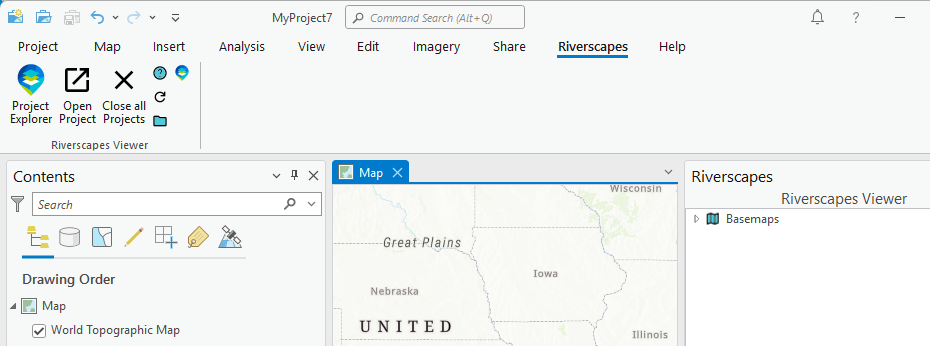 MyProject7
Command Search (Alt+Q)
?
Project Map Insert Analysis View Edit Imagery Share Riverscapes Help
Project Explorer
Open Project
Close all Projects
Riverscapes Viewer
Contents
Search
Drawing Order
Map
World Topographic Map
Map
Wisconsin
Great Plains
Iowa
Nebraska
UNITED
Illinois
Riverscapes
Riverscapes Viewer
Basemaps